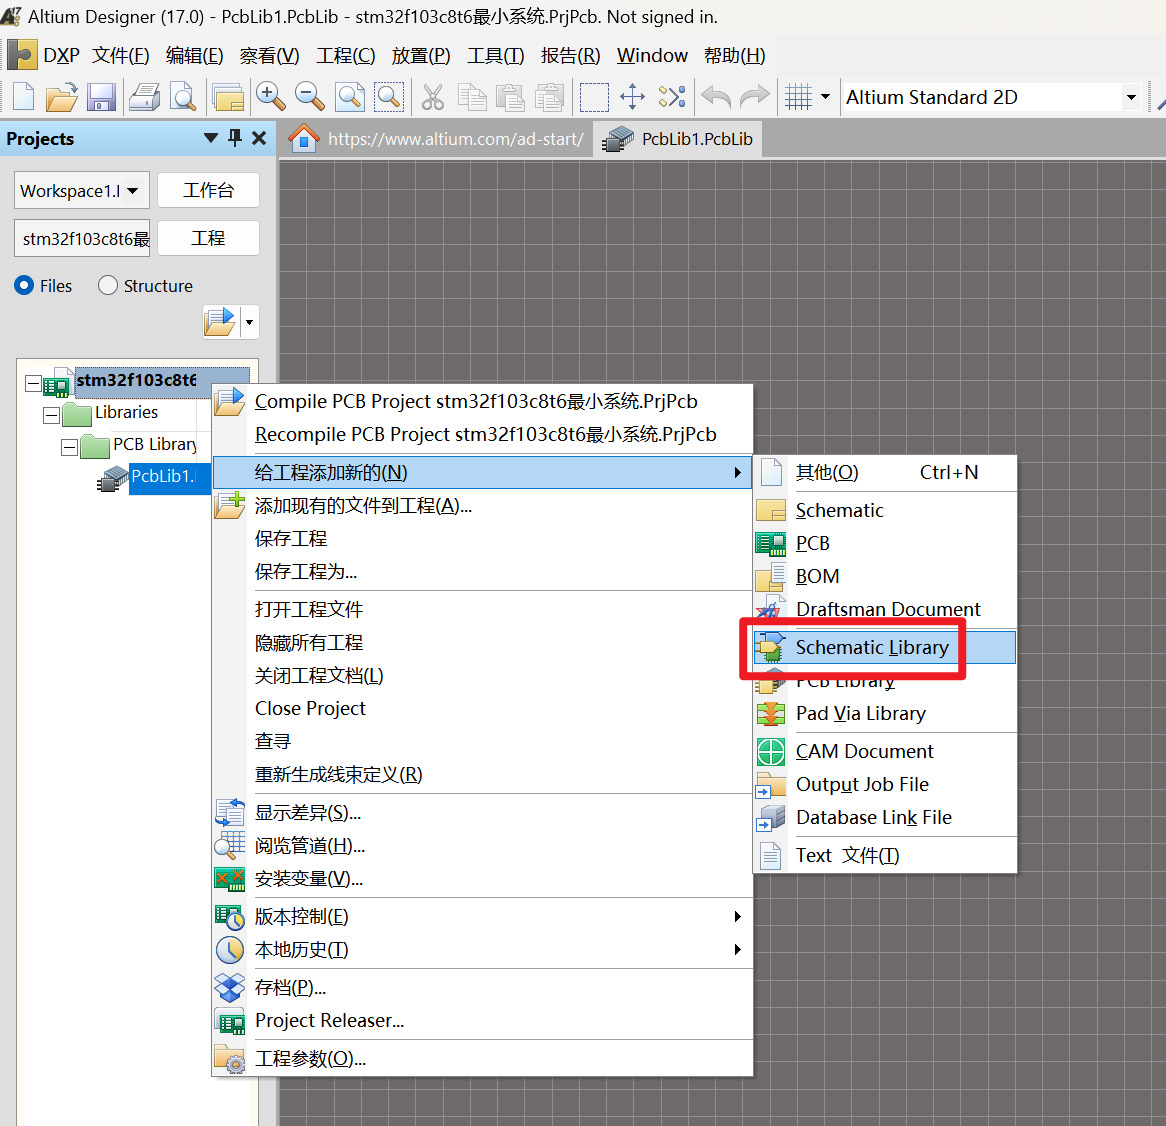 Altium Designer (17.0) - PcbLib1.PcbLib - stm32f103c8t6最小系统.PrjPcb. Not signed in.
DXP 文件(F) 编辑(E) 察看(V) 工程(C) 放置(P) 工具(T) 报告(R) Window 帮助(H)
Altium Standard 2D
Projects
https://www.altium.com/ad-start/
PcbLib1.PcbLib
Workspace1.
工作台
stm32f103c8t6最
工程
Files
Structure
stm32f103c8t6
Libraries
PCB Library
PcbLib1.
Compile PCB Project stm32f103c8t6最小系统.PrjPcb
Recompile PCB Project stm32f103c8t6最小系统.PrjPcb
给工程添加新的(N)
添加现有的文件到工程(A)...
保存工程
保存工程为...
打开工程文件
隐藏所有工程
关闭工程文档(L)
Close Project
查寻
重新生成线束定义(R)
显示差异(S)...
阅览管道(H)...
安装变量(V)...
版本控制(E)
本地历史(T)
存档(P)...
Project Releaser...
工程参数(O)...
其他(O) Ctrl+N
Schematic
PCB
BOM
Draftsman Document
Schematic Library
PCB Library
Pad Via Library
CAM Document
Output Job File
Database Link File
Text 文件(T)